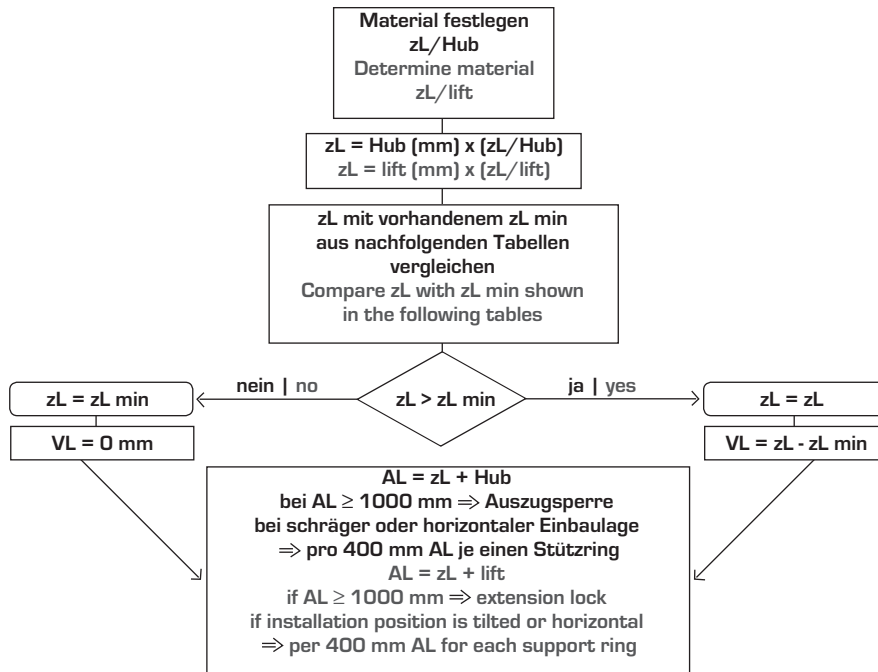 Material festlegen
zL/Hub
Determine material
zL/lift
zL = Hub (mm) x (zL/Hub)
zL = lift (mm) x (zL/lift)
zL mit vorhandenem zL min
aus nachfolgenden Tabellen
vergleichen
Compare zL with zL min shown
in the following tables
nein | no
zL > zL min
ja | yes
zL = zL min
zL = zL
VL = 0 mm
VL = zL - zL min
AL = zL + Hub
bei AL ≥ 1000 mm ⇒ Auszugsperre
bei schräger oder horizontaler Einbaulage
⇒ pro 400 mm AL je einen Stützring
AL = zL + lift
if AL ≥ 1000 mm ⇒ extension lock
if installation position is tilted or horizontal
⇒ per 400 mm AL for each support ring